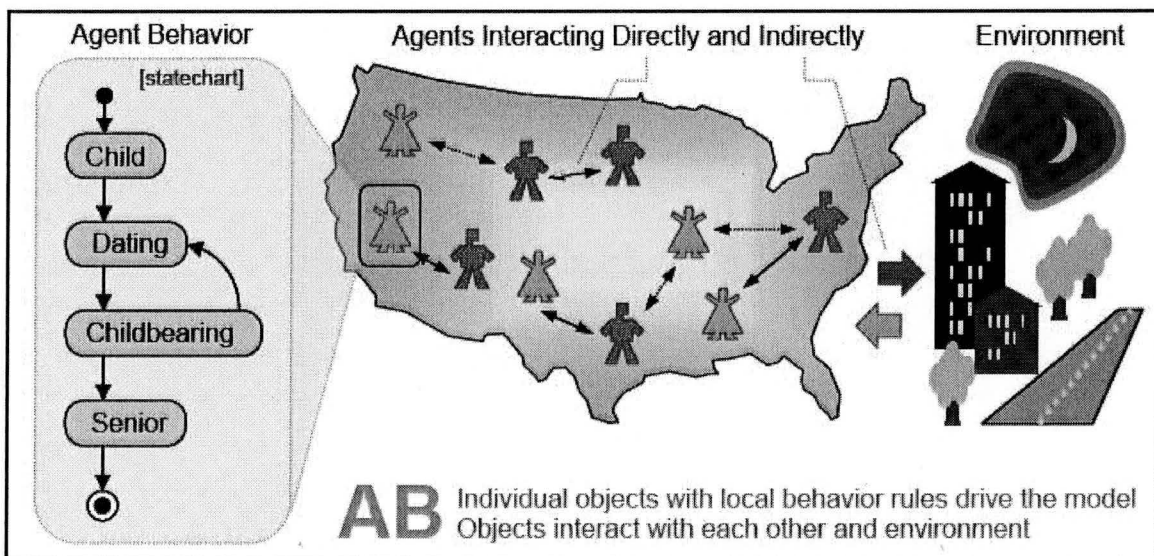 Agent Behavior
Agents Interacting Directly and Indirectly
Environment
[statechart]
Child
Dating
Childbearing
Senior
AB
Individual objects with local behavior rules drive the model
Objects interact with each other and environment